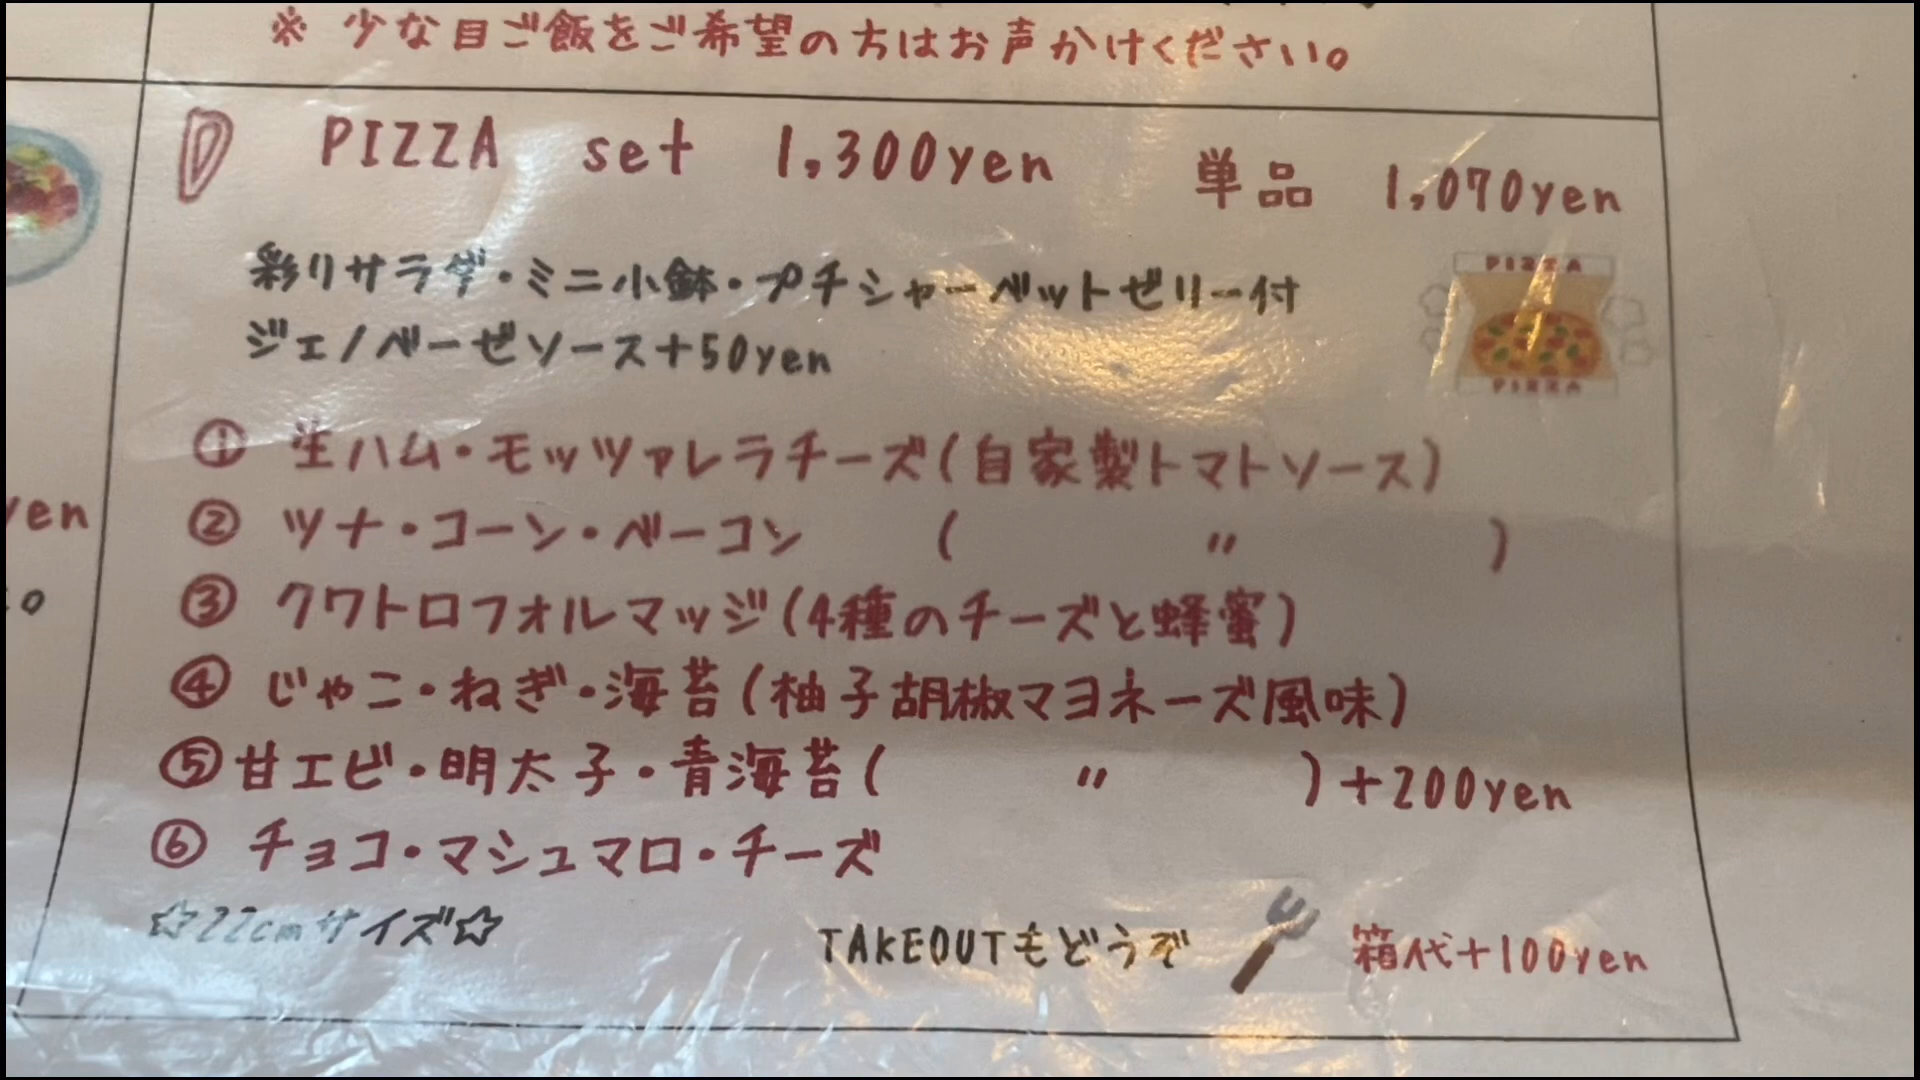 ※ 少な目ご飯をご希望の方はお声かけください。
D PIZZA set 1,300yen 単品 1,070yen
彩りサラダ・ミニ小鉢・プチシャーベットゼリー付
ジェノベーゼソース+50yen
PIZZA
PIZZA
① 生ハム・モッツァレラチーズ(自家製トマトソース)
② ツナ・コーン・ベーコン ( 〃 )
yen
③ クワトロフォルマッジ(4種のチーズと蜂蜜)
④ じゃこ・ねぎ・海苔(柚子胡椒マヨネーズ風味)
⑤甘エビ・明太子・青海苔( 〃 )+200yen
⑥ チョコ・マシュマロ・チーズ
☆22cmサイズ☆ TAKEOUTもどうぞ 箱代+100yen